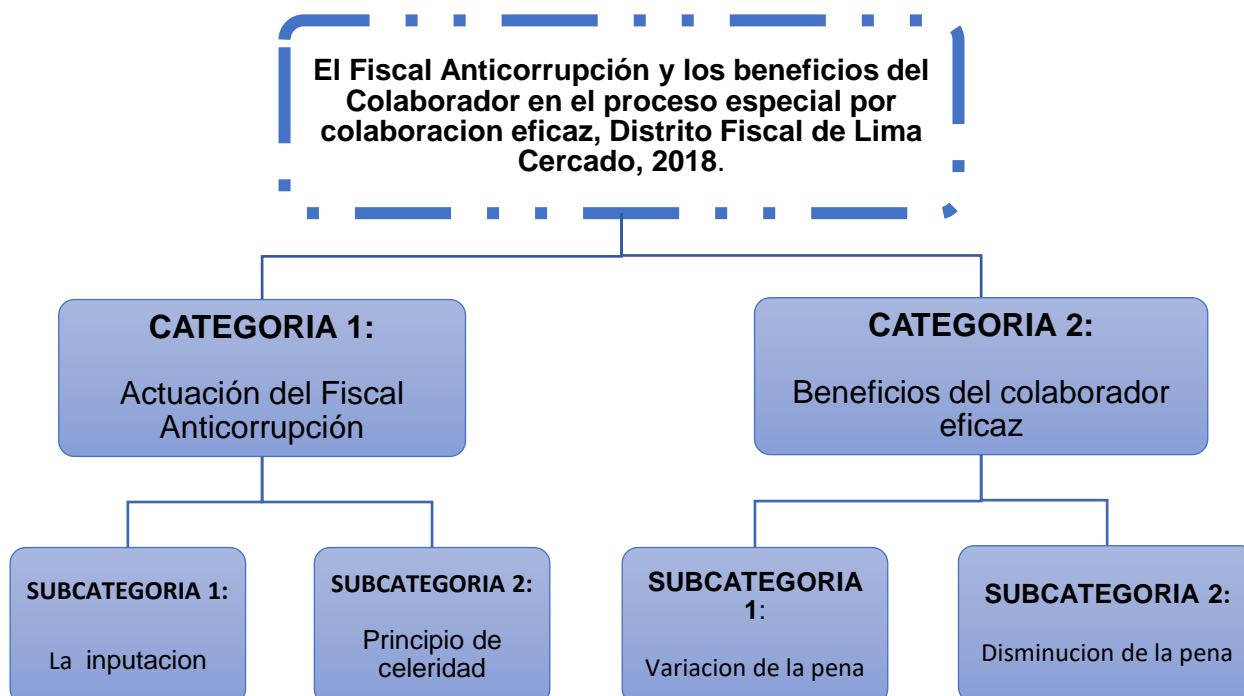 El Fiscal Anticorrupción y los beneficios del
Colaborador en el proceso especial por
colaboracion eficaz, Distrito Fiscal de Lima
Cercado, 2018.
CATEGORIA 1:
Actuación del Fiscal
Anticorrupción
CATEGORIA 2:
Beneficios del colaborador
eficaz
SUBCATEGORIA 1:
La inputacion
SUBCATEGORIA 2:
Principio de
celeridad
SUBCATEGORIA
1:
Variacion de la pena
SUBCATEGORIA 2:
Disminucion de la pena